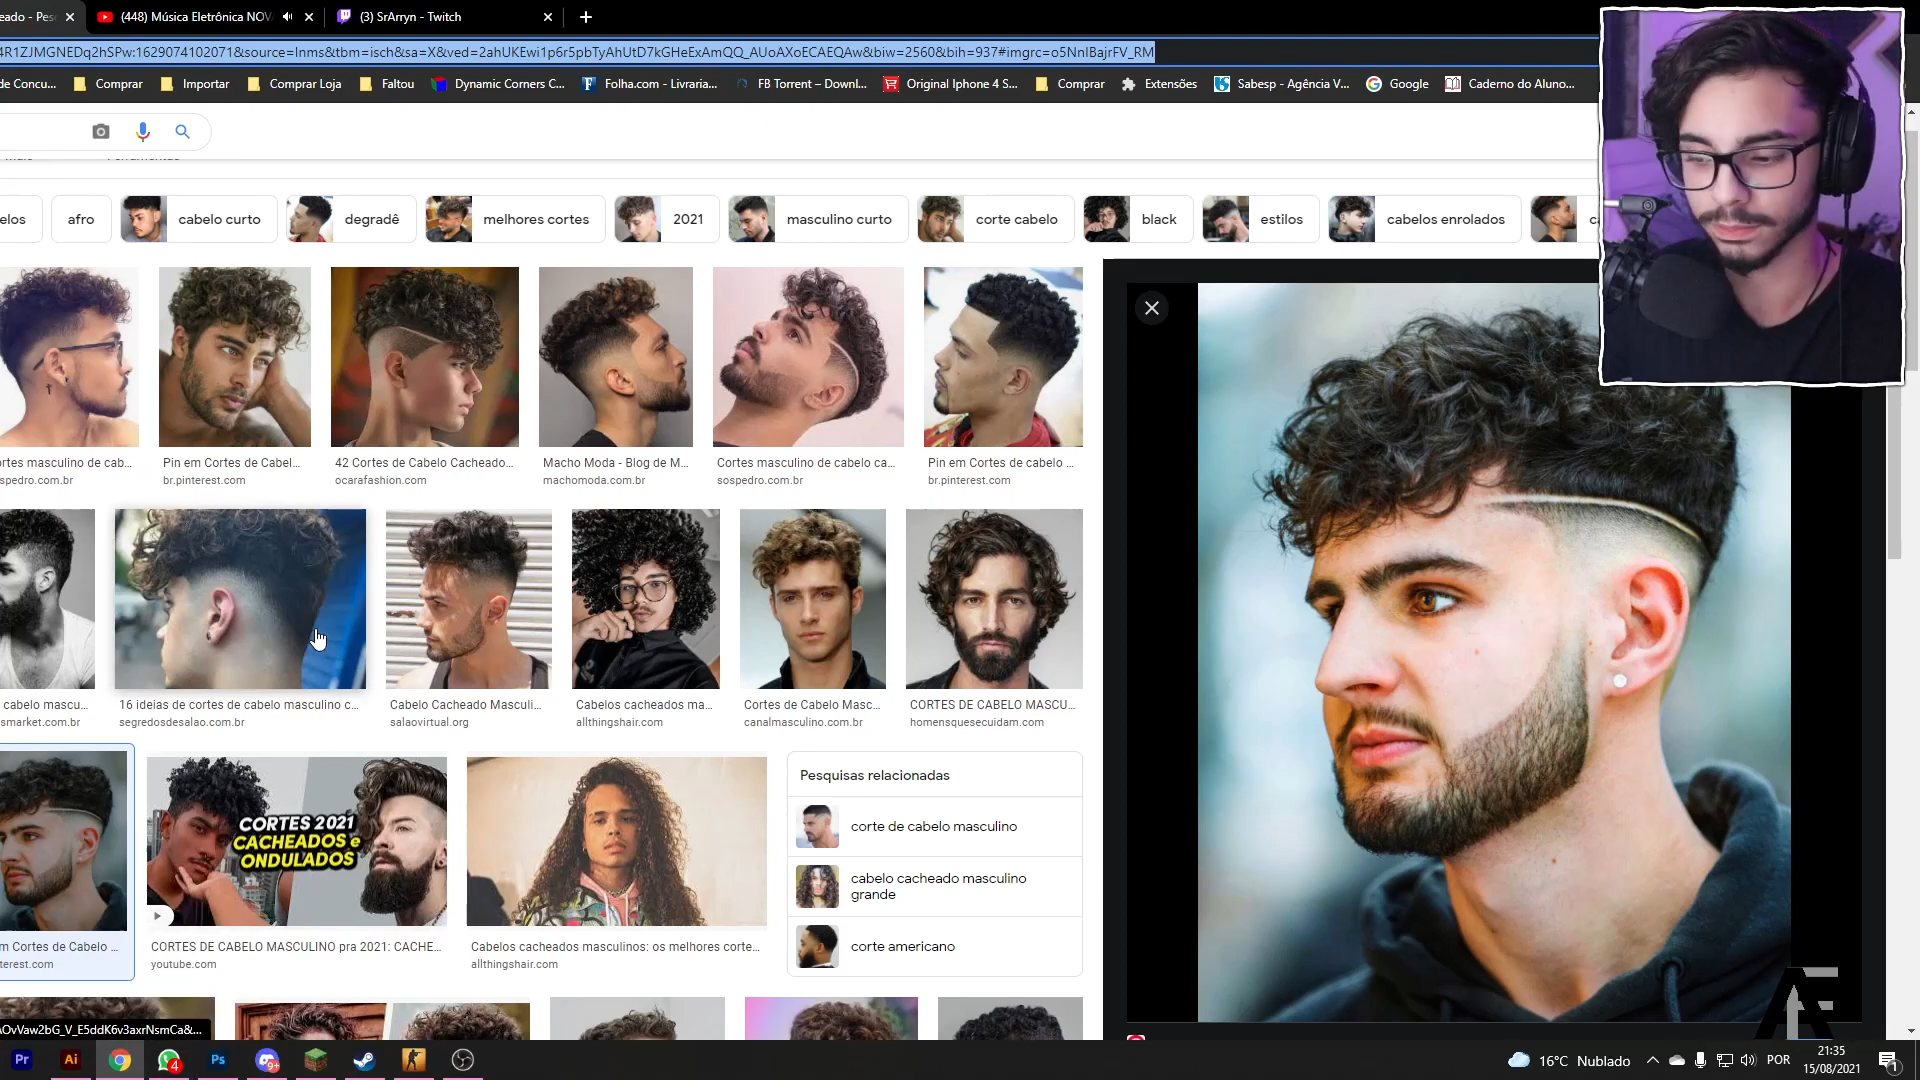 eado - Pes
(448) Música Eletrônica NOV
(3) SrArryn - Twitch
4R1ZJMGNEDq2hSPw:1629074102071&source=lnms&tbm=isch&sa=X&ved=2ahUKEwi1p6r5pbTyAhUtD7kGHeExAmQQ_AUoAXoECAEQAw&biw=2560&bih=937#imgrc=o5NnIBajrFV_RM
de Concu...
Comprar
Importar
Comprar Loja
Faltou
Dynamic Corners C...
Folha.com - Livraria...
FB Torrent – Downl...
Original Iphone 4 S...
Comprar
Extensões
Sabesp - Agência V...
Google
Caderno do Aluno...
elos
afro
cabelo curto
degradê
melhores cortes
2021
masculino curto
corte cabelo
black
estilos
cabelos enrolados
rtes masculino de cab...
spedro.com.br
Pin em Cortes de Cabel...
br.pinterest.com
42 Cortes de Cabelo Cacheado...
ocarafashion.com
Macho Moda - Blog de M...
machomoda.com.br
Cortes masculino de cabelo ca...
sospedro.com.br
Pin em Cortes de cabelo ...
br.pinterest.com
cabelo mascu...
smarket.com.br
16 ideias de cortes de cabelo masculino c...
segredosdesalao.com.br
Cabelo Cacheado Masculi...
salaovirtual.org
Cabelos cacheados ma...
allthingshair.com
Cortes de Cabelo Masc...
canalmasculino.com.br
CORTES DE CABELO MASCU...
homensquesecuidam.com
m Cortes de Cabelo ...
terest.com
CORTES 2021
CACHEADOS e
ONDULADOS
CORTES DE CABELO MASCULINO pra 2021: CACHE...
youtube.com
Cabelos cacheados masculinos: os melhores corte...
allthingshair.com
Pesquisas relacionadas
corte de cabelo masculino
cabelo cacheado masculino
grande
corte americano
AOvVaw2bG_V_E5ddK6v3axrNsmCa&...
Pr
Ai
4
Ps
9+
16°C Nublado
POR
21:35
15/08/2021
1